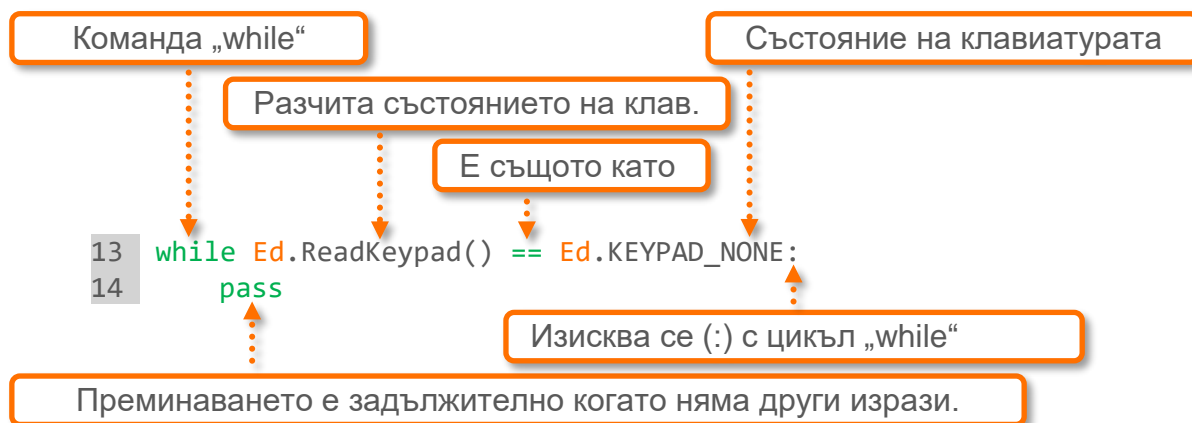 Команда „while“
Състояние на клавиатурата
Разчита състоянието на клав.
Е същото като
13 while Ed.ReadKeypad() == Ed.KEYPAD_NONE:
14 pass
Изисква се (:) с цикъл „while“
Преминаването е задължително когато няма други изрази.